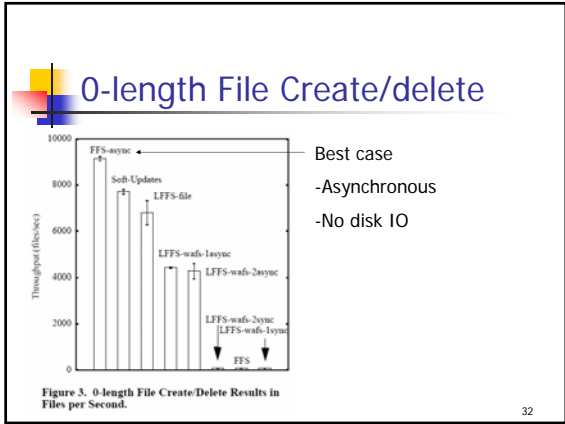 0-length File Create/delete
10000
8000
6000
4000
2000
0
Throughput (files/sec)
FFS-async
Soft-Updates
LFFS-file
LFFS-wafs-1async
LFFS-wafs-2async
LFFS-wafs-2sync
LFFS-wafs-1sync
FFS
Figure 3. 0-length File Create/Delete Results in
Files per Second.
Best case
-Asynchronous
-No disk IO
32